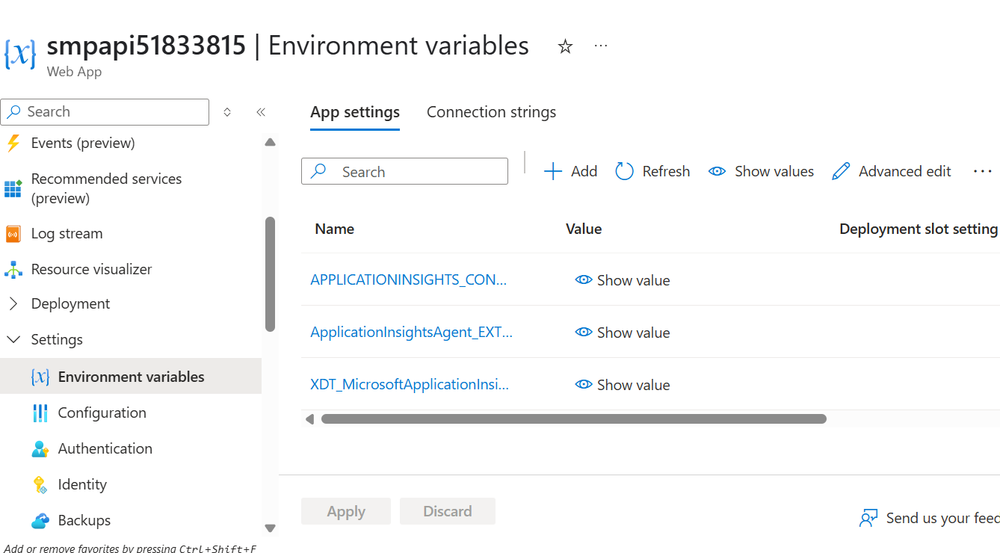 smpapi51833815 | Environment variables
Web App
Search
Events (preview)
Recommended services
(preview)
Log stream
Resource visualizer
Deployment
Settings
Environment variables
Configuration
Authentication
Identity
Backups
Add or remove favorites by pressing Ctrl+Shift+F
App settings Connection strings
Search Add Refresh Show values Advanced edit ...
Name Value Deployment slot setting
APPLICATIONINSIGHTS_CON... Show value
ApplicationInsightsAgent_EXT... Show value
XDT_MicrosoftApplicationInsi... Show value
Apply Discard
Send us your feed